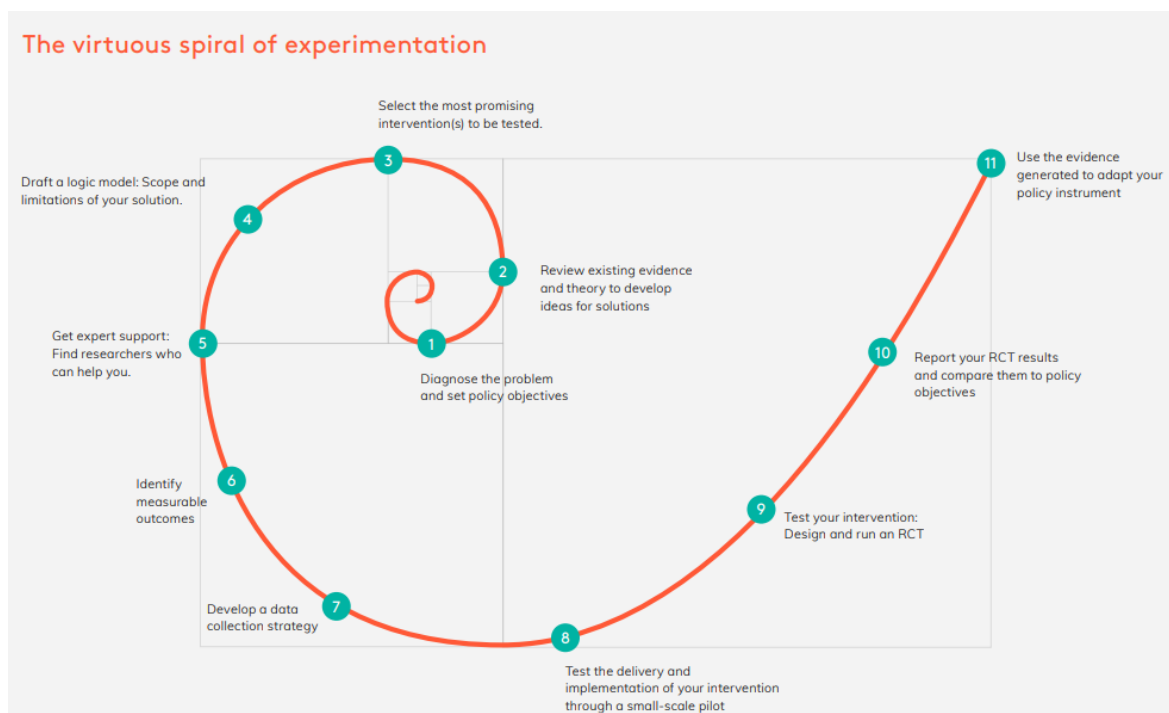 The virtuous spiral of experimentation
Select the most promising
intervention(s) to be tested.
3
11
Use the evidence
generated to adapt your
policy instrument
Draft a logic model: Scope and
limitations of your solution.
4
2
Review existing evidence
and theory to develop
ideas for solutions
Get expert support:
Find researchers who
can help you.
5
1
Diagnose the problem
and set policy objectives
10
Report your RCT results
and compare them to policy
objectives
Identify
measurable
outcomes
6
9
Test your intervention:
Design and run an RCT
Develop a data
collection strategy
7
8
Test the delivery and
implementation of your intervention
through a small-scale pilot